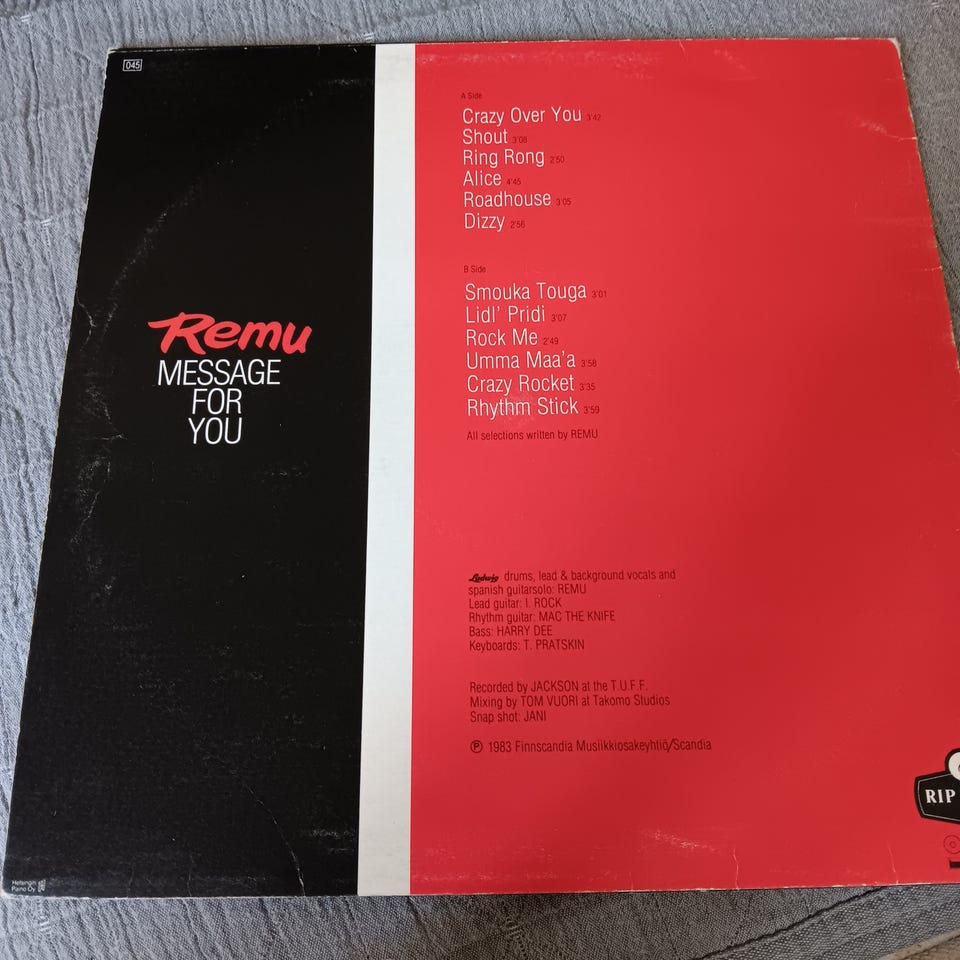 045
Remu
MESSAGE
FOR
YOU
A Side
Crazy Over You 3'42
Shout 3'08
Ring Rong 2'50
Alice 4'45
Roadhouse 3'05
Dizzy 2'56
B Side
Smouka Touga 3'01
Lidl' Pridi 3'07
Rock Me 2'49
Umma Maa'a 3'58
Crazy Rocket 3'35
Rhythm Stick 3'59
All selections written by REMU
Ludwig drums, lead & background vocals and
spanish guitarsolo: REMU
Lead guitar: I. ROCK
Rhythm guitar: MAC THE KNIFE
Bass: HARRY DEE
Keyboards: T. PRATSKIN
Recorded by JACKSON at the T.U.F.F.
Mixing by TOM VUORI at Takomo Studios
Snap shot: JANI
Ⓟ 1983 Finnscandia Musiikkiosakeyhtiö/Scandia
RIP
Helsingin
Paino Oy